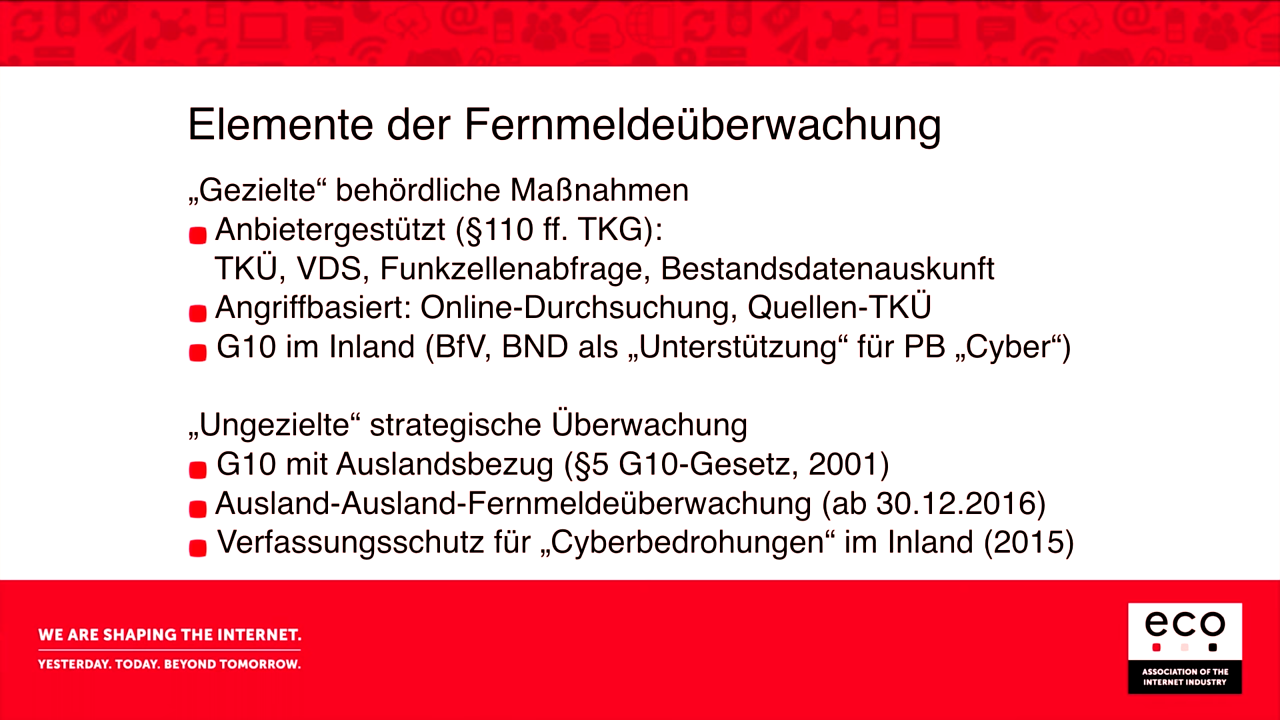 Elemente der Fernmeldeüberwachung
„Gezielte“ behördliche Maßnahmen
Anbietergestützt (§110 ff. TKG):
TKÜ, VDS, Funkzellenabfrage, Bestandsdatenauskunft
Angriffbasiert: Online-Durchsuchung, Quellen-TKÜ
G10 im Inland (BfV, BND als „Unterstützung“ für PB „Cyber“)
„Ungezielte“ strategische Überwachung
G10 mit Auslandsbezug (§5 G10-Gesetz, 2001)
Ausland-Ausland-Fernmeldeüberwachung (ab 30.12.2016)
Verfassungsschutz für „Cyberbedrohungen“ im Inland (2015)
WE ARE SHAPING THE INTERNET.
YESTERDAY. TODAY. BEYOND TOMORROW.
eco
ASSOCIATION OF THE
INTERNET INDUSTRY